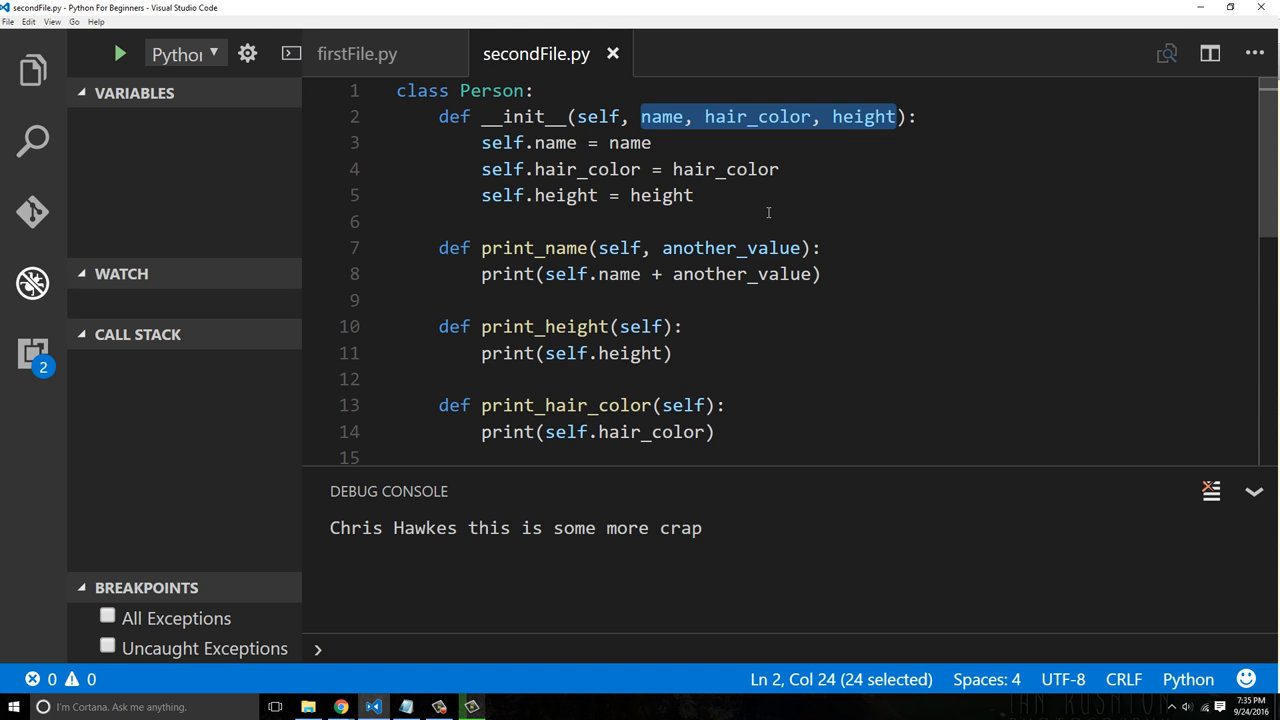 secondFile.py - Python For Beginners - Visual Studio Code
File Edit View Go Help
Pythor
firstFile.py
secondFile.py
VARIABLES
WATCH
CALL STACK
2
BREAKPOINTS
All Exceptions
Uncaught Exceptions
1 class Person:
2 def __init__(self, name, hair_color, height):
3 self.name = name
4 self.hair_color = hair_color
5 self.height = height
6
7 def print_name(self, another_value):
8 print(self.name + another_value)
9
10 def print_height(self):
11 print(self.height)
12
13 def print_hair_color(self):
14 print(self.hair_color)
15
DEBUG CONSOLE
Chris Hawkes this is some more crap
0 0
Ln 2, Col 24 (24 selected) Spaces: 4 UTF-8 CRLF Python
I'm Cortana. Ask me anything.
7:35 PM
9/24/2016